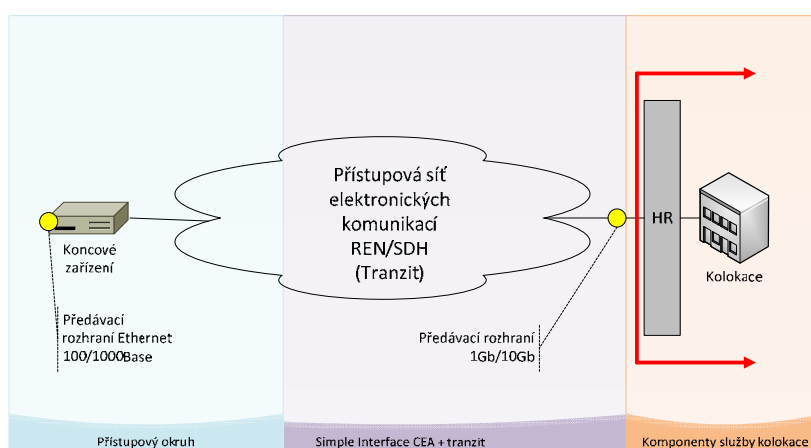 Přístupová síť
elektronických
komunikací
REN/SDH
(Tranzit)
HR
Koncové
zařízení
Kolokace
Předávací
rozhraní Ethernet
100/1000Base
Předávací rozhraní
1Gb/10Gb
Přístupový okruh
Simple Interface CEA + tranzit
Komponenty služby kolokace